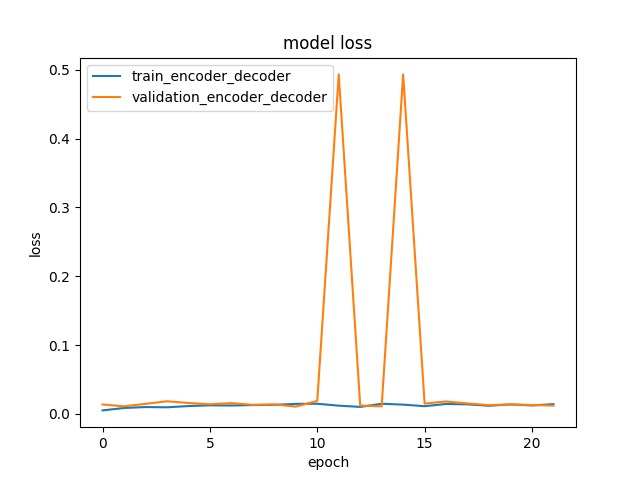 model loss
train_encoder_decoder
validation_encoder_decoder
0.5
0.4
0.3
0.2
0.1
0.0
loss
0 5 10 15 20
epoch